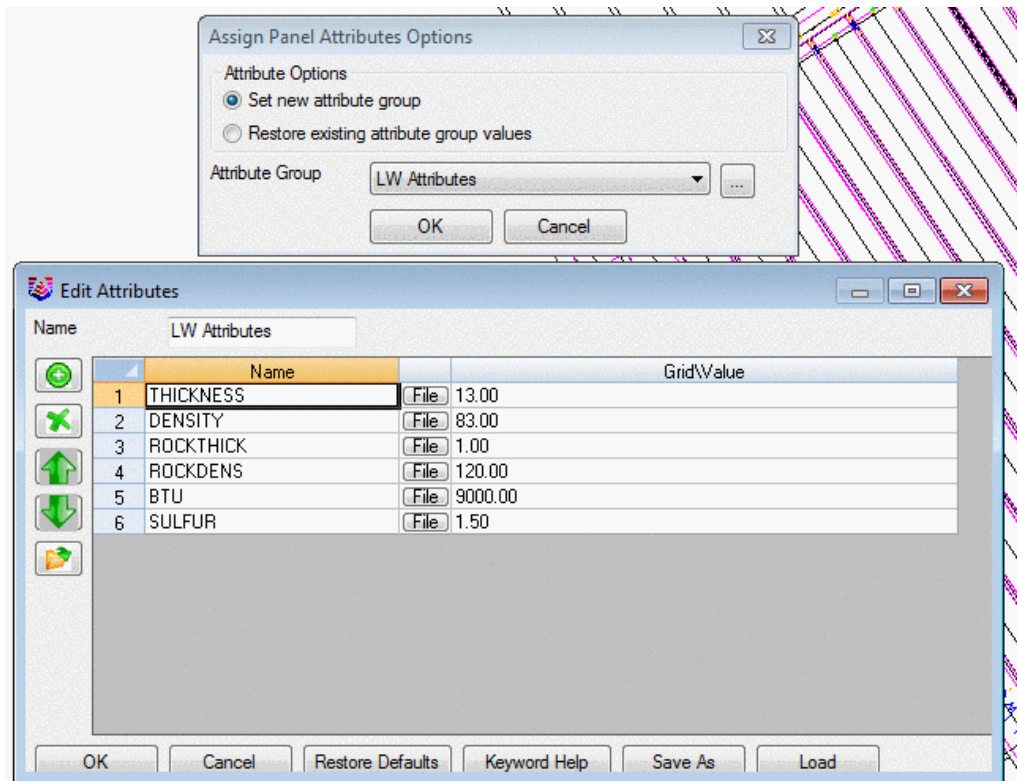 Assign Panel Attributes Options
Attribute Options
Set new attribute group
Restore existing attribute group values
Attribute Group LW Attributes ...
OK Cancel
Edit Attributes
Name LW Attributes
Name Grid\Value
1 THICKNESS File 13.00
2 DENSITY File 83.00
3 ROCKTHICK File 1.00
4 ROCKDENS File 120.00
5 BTU File 9000.00
6 SULFUR File 1.50
OK Cancel Restore Defaults Keyword Help Save As Load